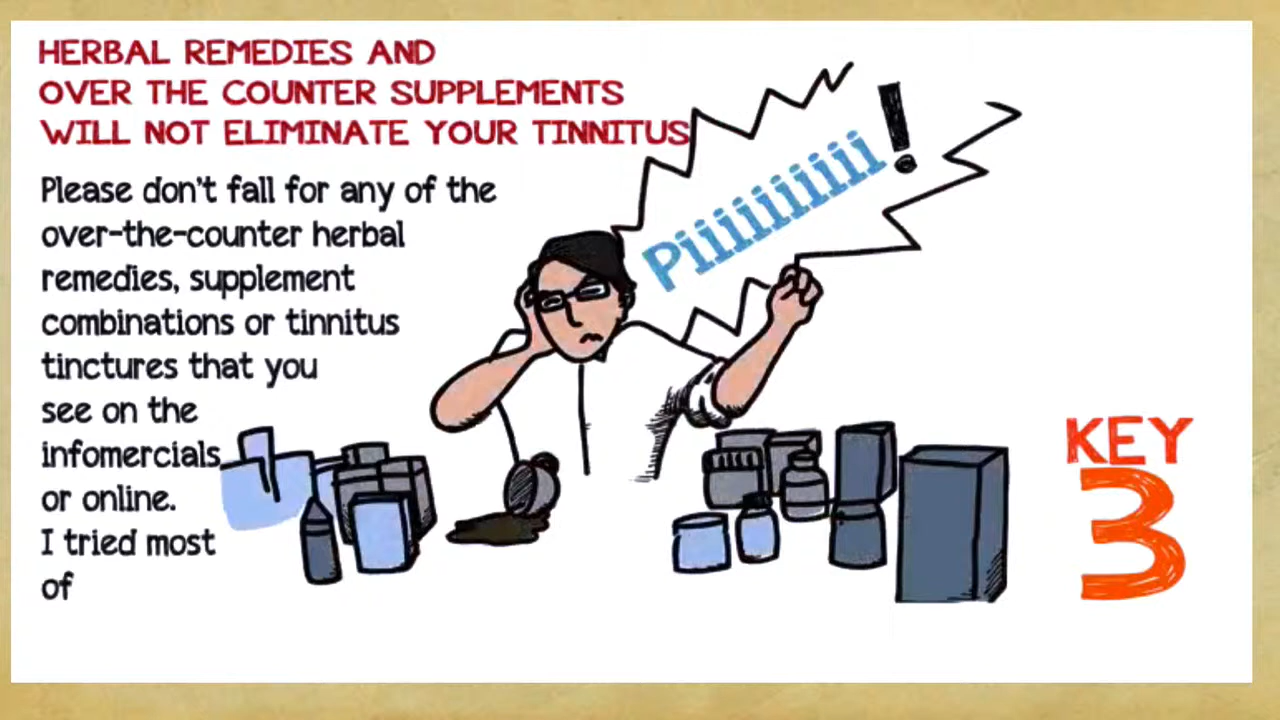 HERBAL REMEDIES AND
OVER THE COUNTER SUPPLEMENTS
WILL NOT ELIMINATE YOUR TINNITUS
Please don't fall for any of the
over-the-counter herbal
remedies, supplement
combinations or tinnitus
tinctures that you
see on the
infomercials
or online.
I tried most
of
Piiiiiiiiii!
KEY
3